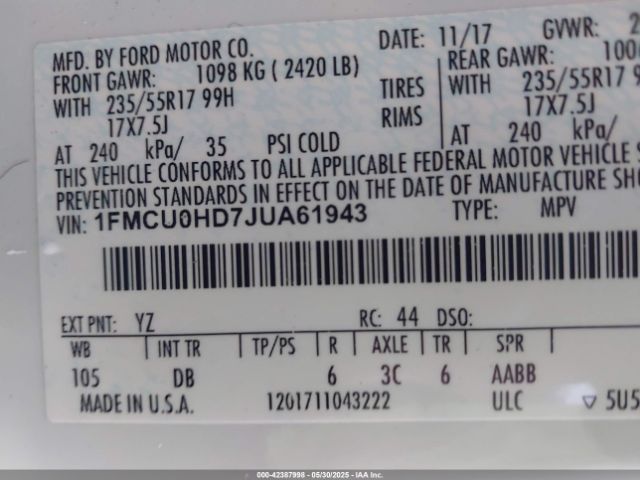 MFD. BY FORD MOTOR CO. DATE: 11/17 GVWR:
FRONT GAWR: 1098 KG ( 2420 LB) REAR GAWR:
WITH 235/55R17 99H TIRES WITH 235/55R17
17X7.5J RIMS 17X7.5J
AT 240 kPa/ 35 PSI COLD AT 240 kPa/
THIS VEHICLE CONFORMS TO ALL APPLICABLE FEDERAL MOTOR VEHICLE
PREVENTION STANDARDS IN EFFECT ON THE DATE OF MANUFACTURE
VIN: 1FMCU0HD7JUA61943 TYPE: MPV
EXT PNT: YZ RC: 44 DSO:
WB INT TR TP/PS R AXLE TR SPR
105 DB 6 3C 6 AABB
MADE IN U.S.A. 1201711043222 ULC ▽ 5U5
000-42387998 - 05/30/2025 - IAA Inc.